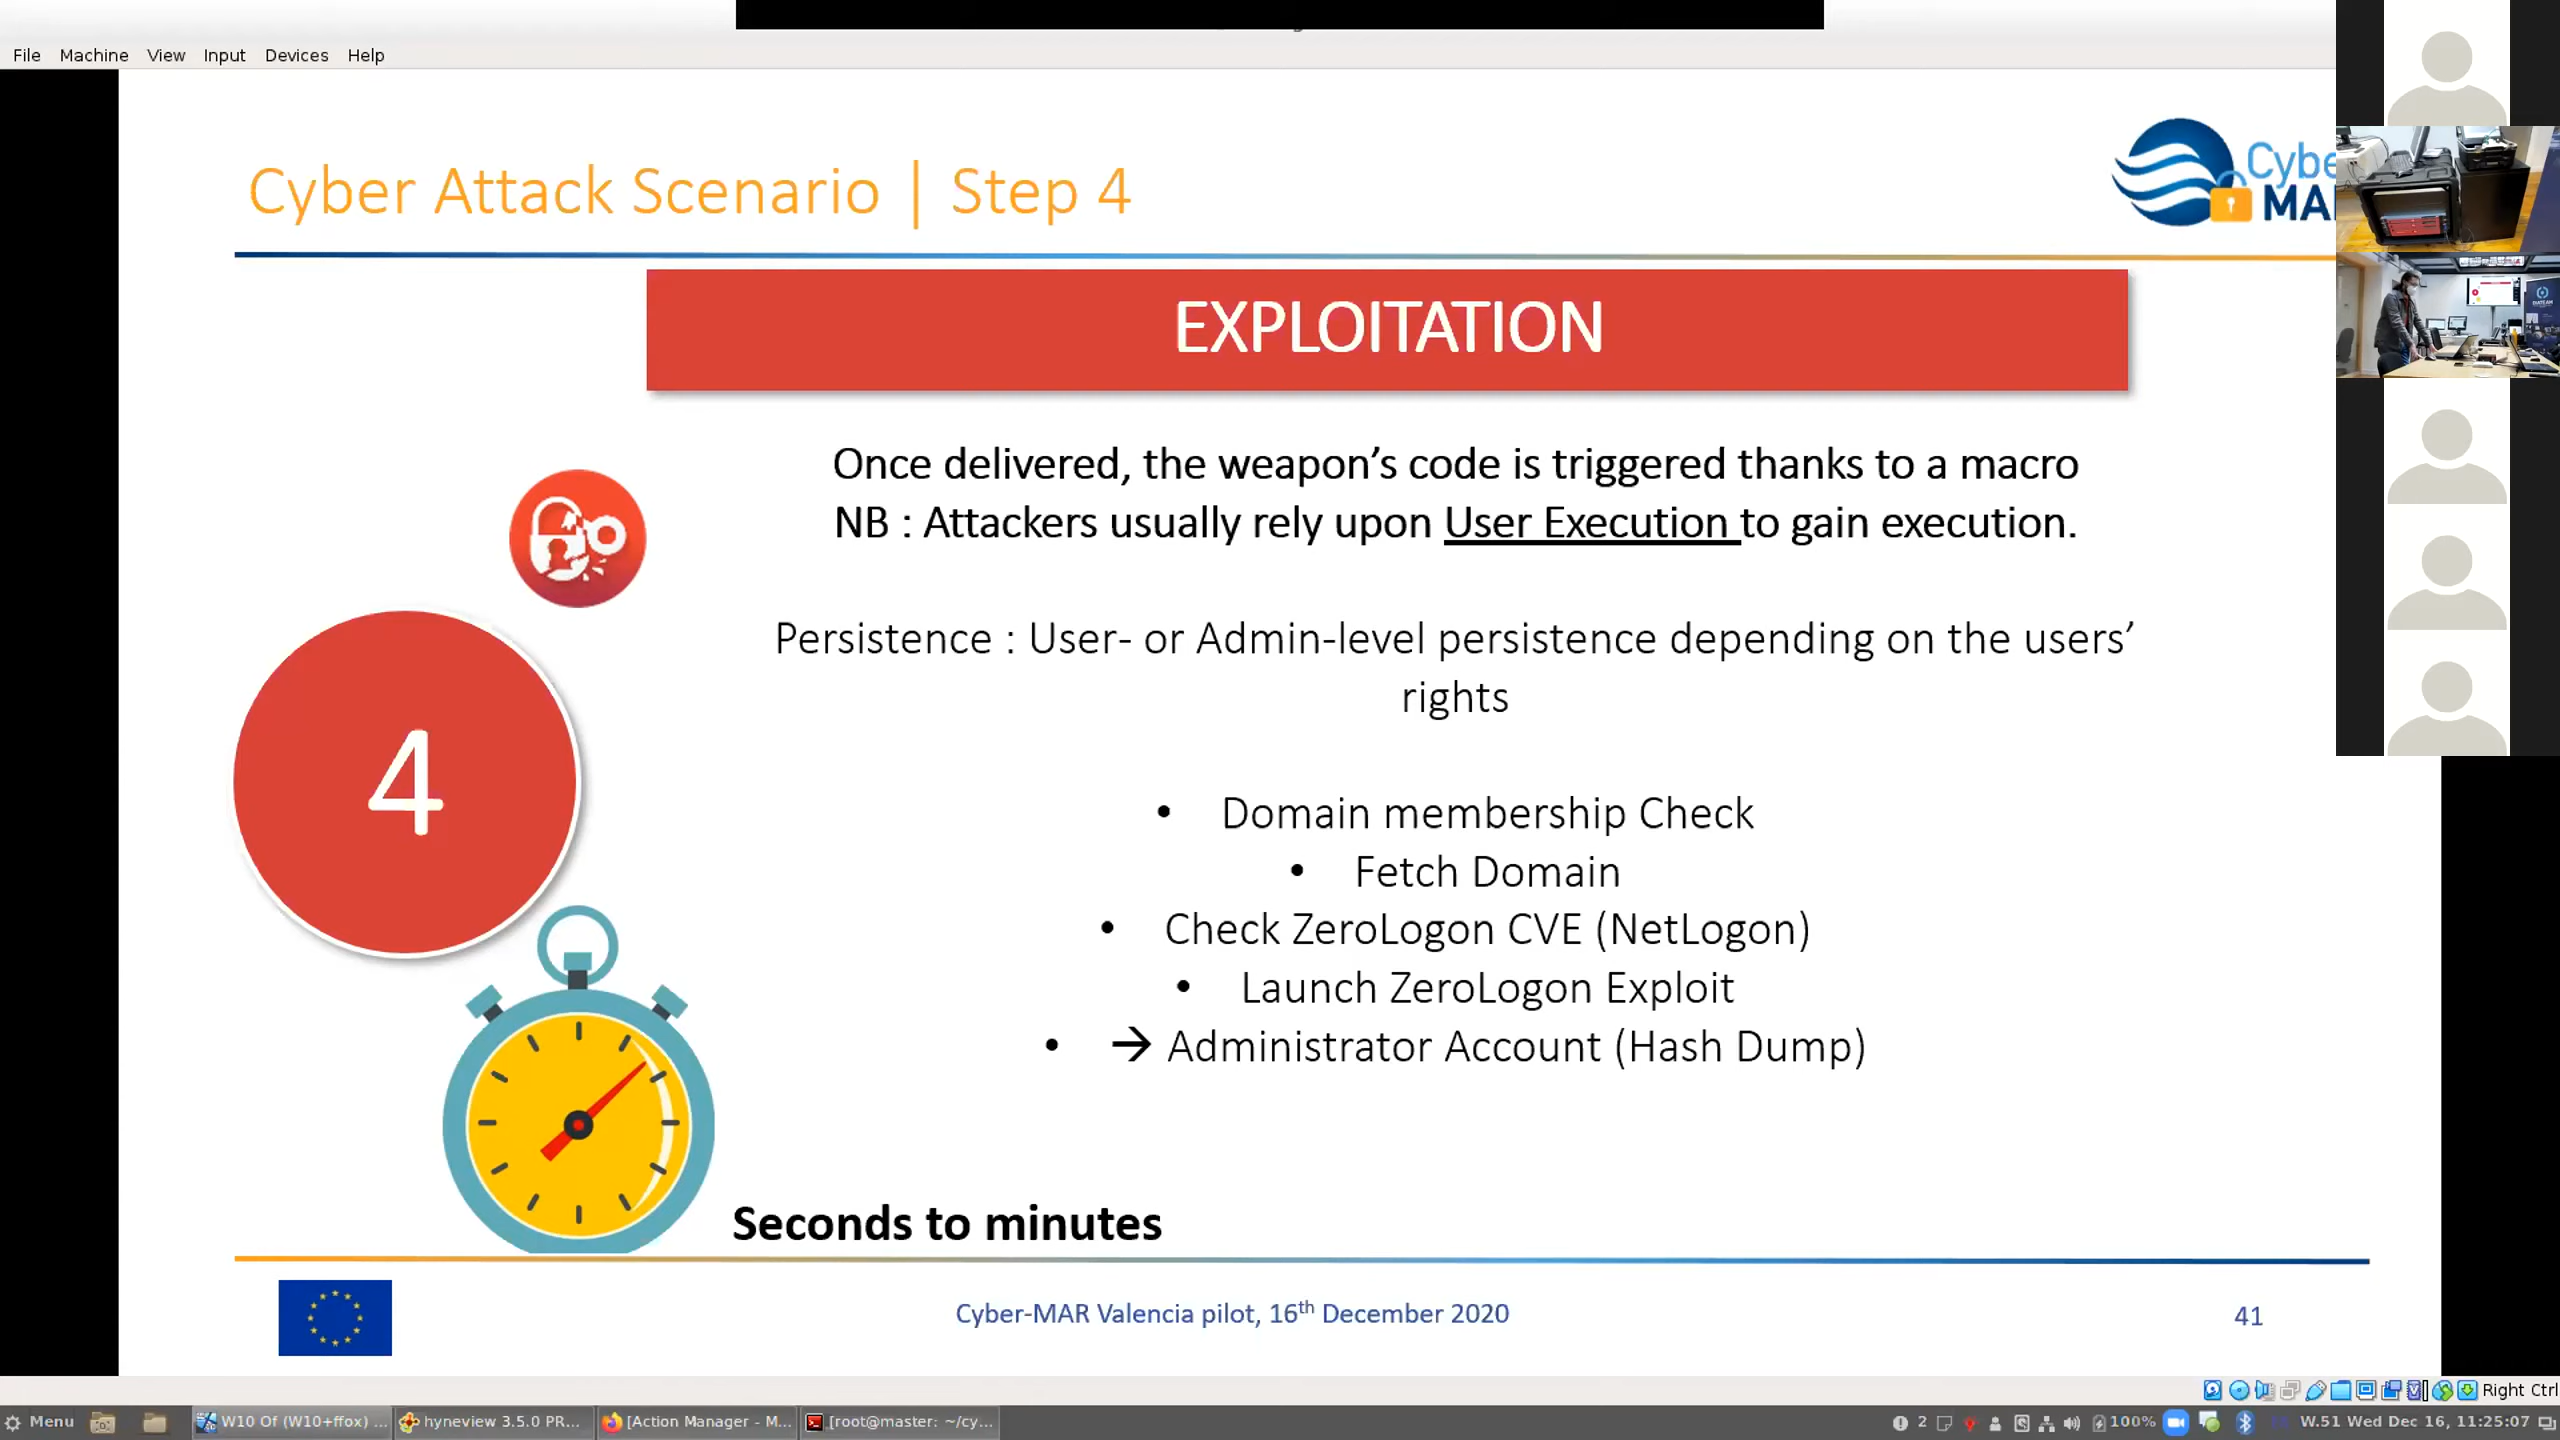 File Machine View Input Devices Help
Cyber Attack Scenario | Step 4
Cybe
MA
EXPLOITATION
Once delivered, the weapon's code is triggered thanks to a macro
NB : Attackers usually rely upon User Execution to gain execution.
Persistence : User- or Admin-level persistence depending on the users'
rights
• Domain membership Check
• Fetch Domain
• Check ZeroLogon CVE (NetLogon)
• Launch ZeroLogon Exploit
• → Administrator Account (Hash Dump)
4
Seconds to minutes
Cyber-MAR Valencia pilot, 16th December 2020
41
Right Ctrl
Menu W10 Of (W10+ffox) ... hyneview 3.5.0 PR... [Action Manager - M... [root@master: ~/cy... 2 100% W.51 Wed Dec 16, 11:25:07